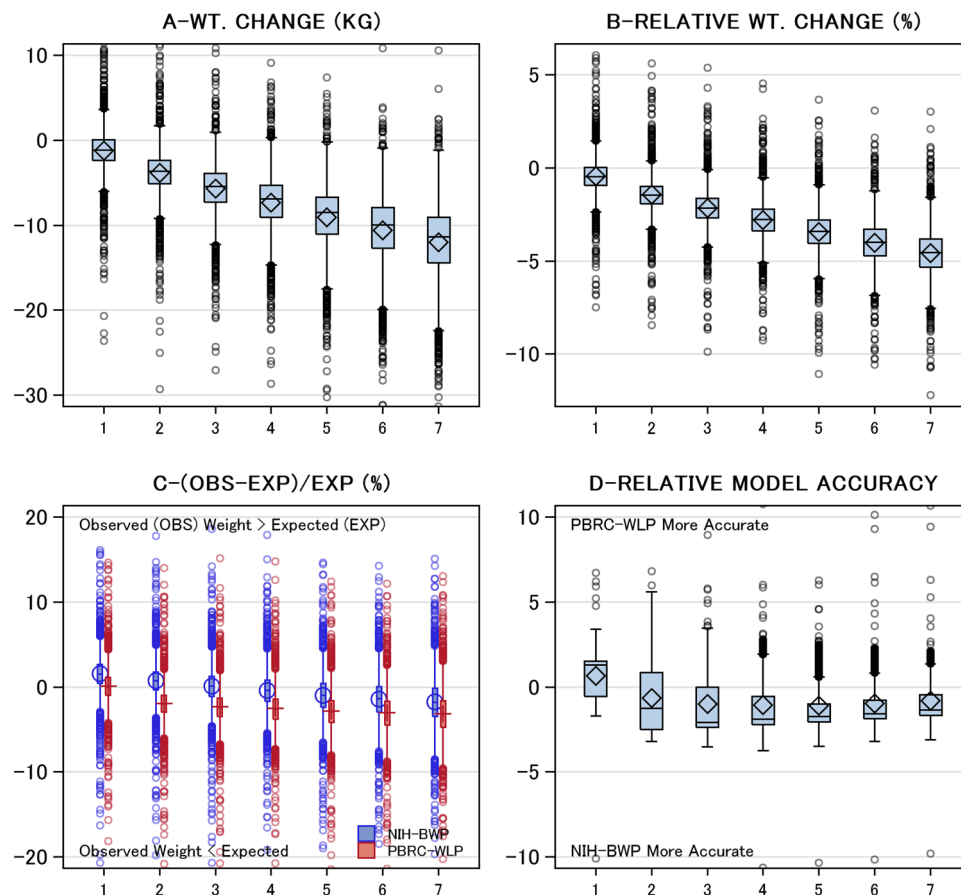 A-WT. CHANGE (KG)
10
0
-10
-20
-30
1 2 3 4 5 6 7
B-RELATIVE WT. CHANGE (%)
5
0
-5
-10
1 2 3 4 5 6 7
C-(OBS-EXP)/EXP (%)
20
Observed (OBS) Weight > Expected (EXP)
10
0
-10
NIH-BWP
PBRC-WLP
Observed Weight < Expected
-20
1 2 3 4 5 6 7
D-RELATIVE MODEL ACCURACY
10
PBRC-WLP More Accurate
5
0
-5
NIH-BWP More Accurate
-10
1 2 3 4 5 6 7